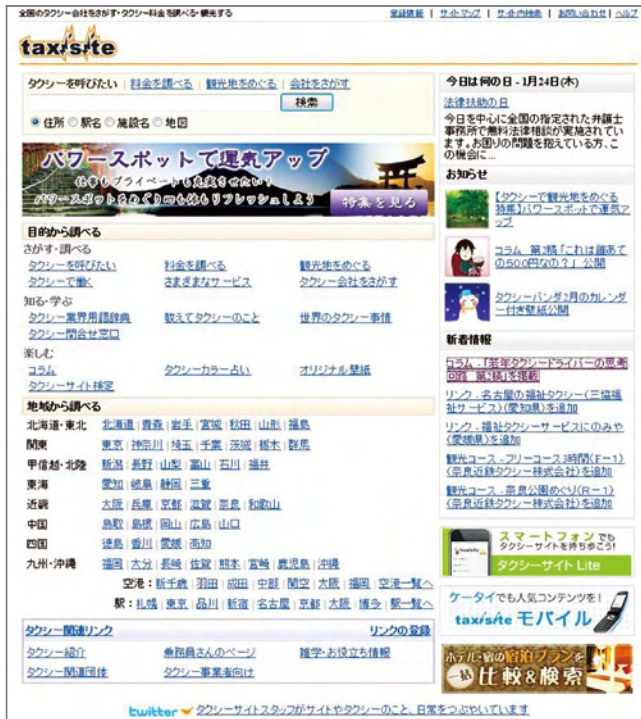 全国のタクシー会社をさがす・タクシー料金を調べる・観光する
登録情報 | サイトマップ | サイト内検索 | お問い合わせ | ヘルプ
taxisite
タクシーを呼びたい | 料金を調べる | 観光地をめぐる | 会社をさがす
検索
住所 駅名 施設名 地図
パワースポットで運気アップ
仕事もプライベートも充実させたい！
パワースポットをめぐり心も体もリフレッシュしよう
特集を見る
目的から調べる
さがす・調べる
タクシーを呼びたい 料金を調べる 観光地をめぐる
タクシーで働く さまざまなサービス タクシー会社をさがす
知る・学ぶ
タクシー業界用語辞典 教えてタクシーのこと 世界のタクシー事情
タクシー問合せ窓口
楽しむ
コラム タクシーカラー占い オリジナル壁紙
タクシーサイト検定
地域から調べる
北海道・東北 北海道 | 青森 | 岩手 | 宮城 | 秋田 | 山形 | 福島
関東 東京 | 神奈川 | 埼玉 | 千葉 | 茨城 | 栃木 | 群馬
甲信越・北陸 新潟 | 長野 | 山梨 | 富山 | 石川 | 福井
東海 愛知 | 岐阜 | 静岡 | 三重
近畿 大阪 | 兵庫 | 京都 | 滋賀 | 奈良 | 和歌山
中国 鳥取 | 島根 | 岡山 | 広島 | 山口
四国 徳島 | 香川 | 愛媛 | 高知
九州・沖縄 福岡 | 大分 | 長崎 | 佐賀 | 熊本 | 宮崎 | 鹿児島 | 沖縄
空港：新千歳 | 羽田 | 成田 | 中部 | 関空 | 大阪 | 福岡 | 空港一覧へ
駅：札幌 | 東京 | 品川 | 新宿 | 名古屋 | 京都 | 大阪 | 博多 | 駅一覧へ
タクシー関連リンク リンクの登録
タクシー紹介 乗務員さんのページ 雑学・お役立ち情報
タクシー関連団体 タクシー事業者向け
twitter タクシーサイトスタッフがサイトやタクシーのこと、日常をつぶやいています
今日は何の日 - 1月24日(木)
法律扶助の日
今日を中心に全国の指定された弁護士
事務所で無料法律相談が実施されてい
ます。お困りの問題を抱えている方、こ
の機会に...
お知らせ
【タクシーで観光地をめぐる
特集】パワースポットで運気ア
ップ
コラム 第2稿「これは誰あて
の500円なの？」 公開
タクシーパンダ2月のカレンダ
ー付き壁紙公開
新着情報
コラム -「若年タクシードライバーの思考
回路 第2稿」を掲載
リンク - 名古屋の福祉タクシー(三協福
祉サービス)(愛知県)を追加
リンク - 福祉タクシーサービスにのみや
(愛媛県)を追加
観光コース - フリーコース3時間(F-1)
(奈良近鉄タクシー株式会社)を追加
観光コース - 奈良公園めぐり(R-1)
(奈良近鉄タクシー株式会社)を追加
スマートフォンでも
タクシーサイトを持ち歩こう！
タクシーサイト Lite
ケータイでも人気コンテンツを！
taxisite モバイル
ホテル・宿の宿泊プランを
一括比較&検索